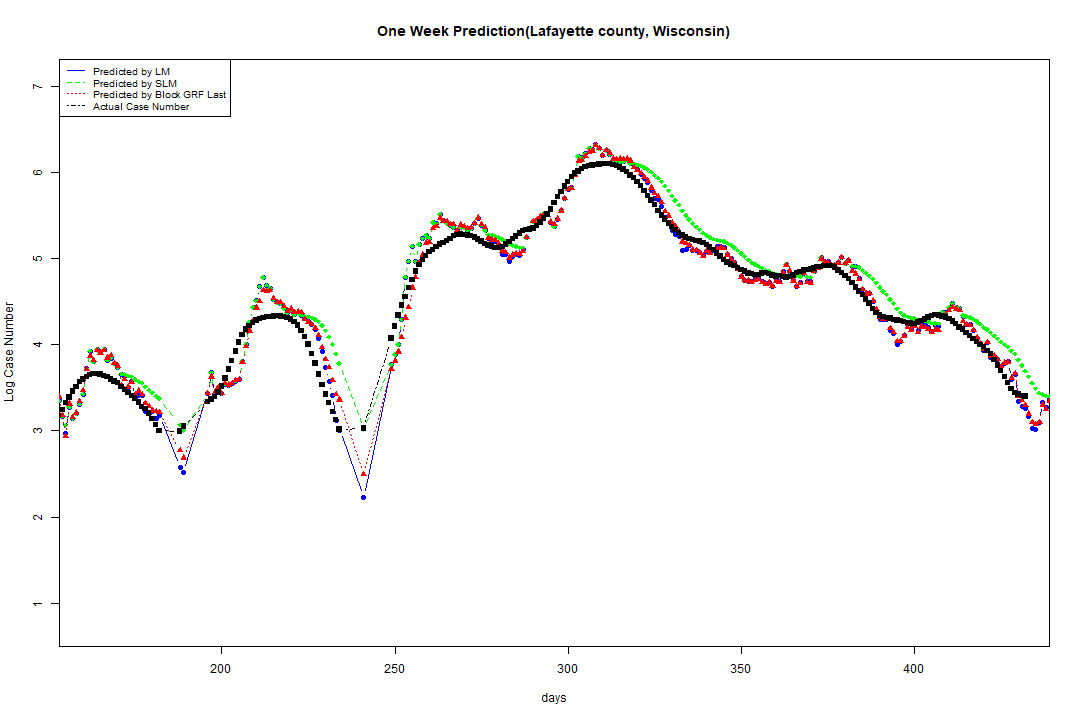 One Week Prediction(Lafayette county, Wisconsin)
Predicted by LM
Predicted by SLM
Predicted by Block GRF Last
Actual Case Number
7
6
5
4
3
2
1
Log Case Number
200
250
300
350
400
days